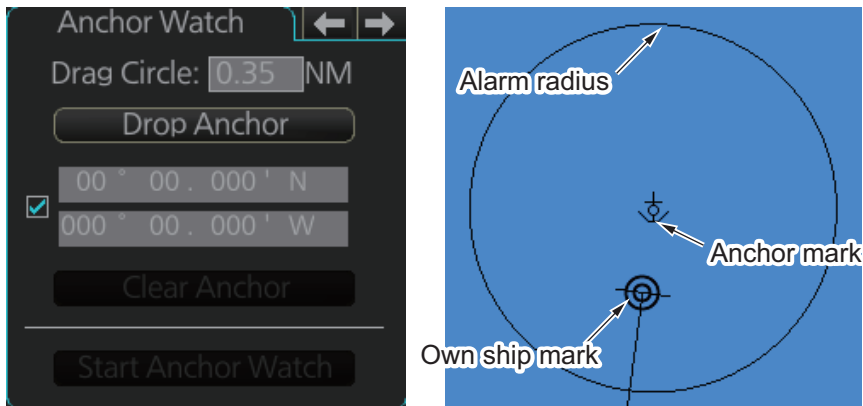 Anchor Watch
Drag Circle: 0.35 NM
Drop Anchor
00 ° 00 . 000 ' N
000 ° 00 . 000 ' W
Clear Anchor
Start Anchor Watch
Alarm radius
Anchor mark
Own ship mark